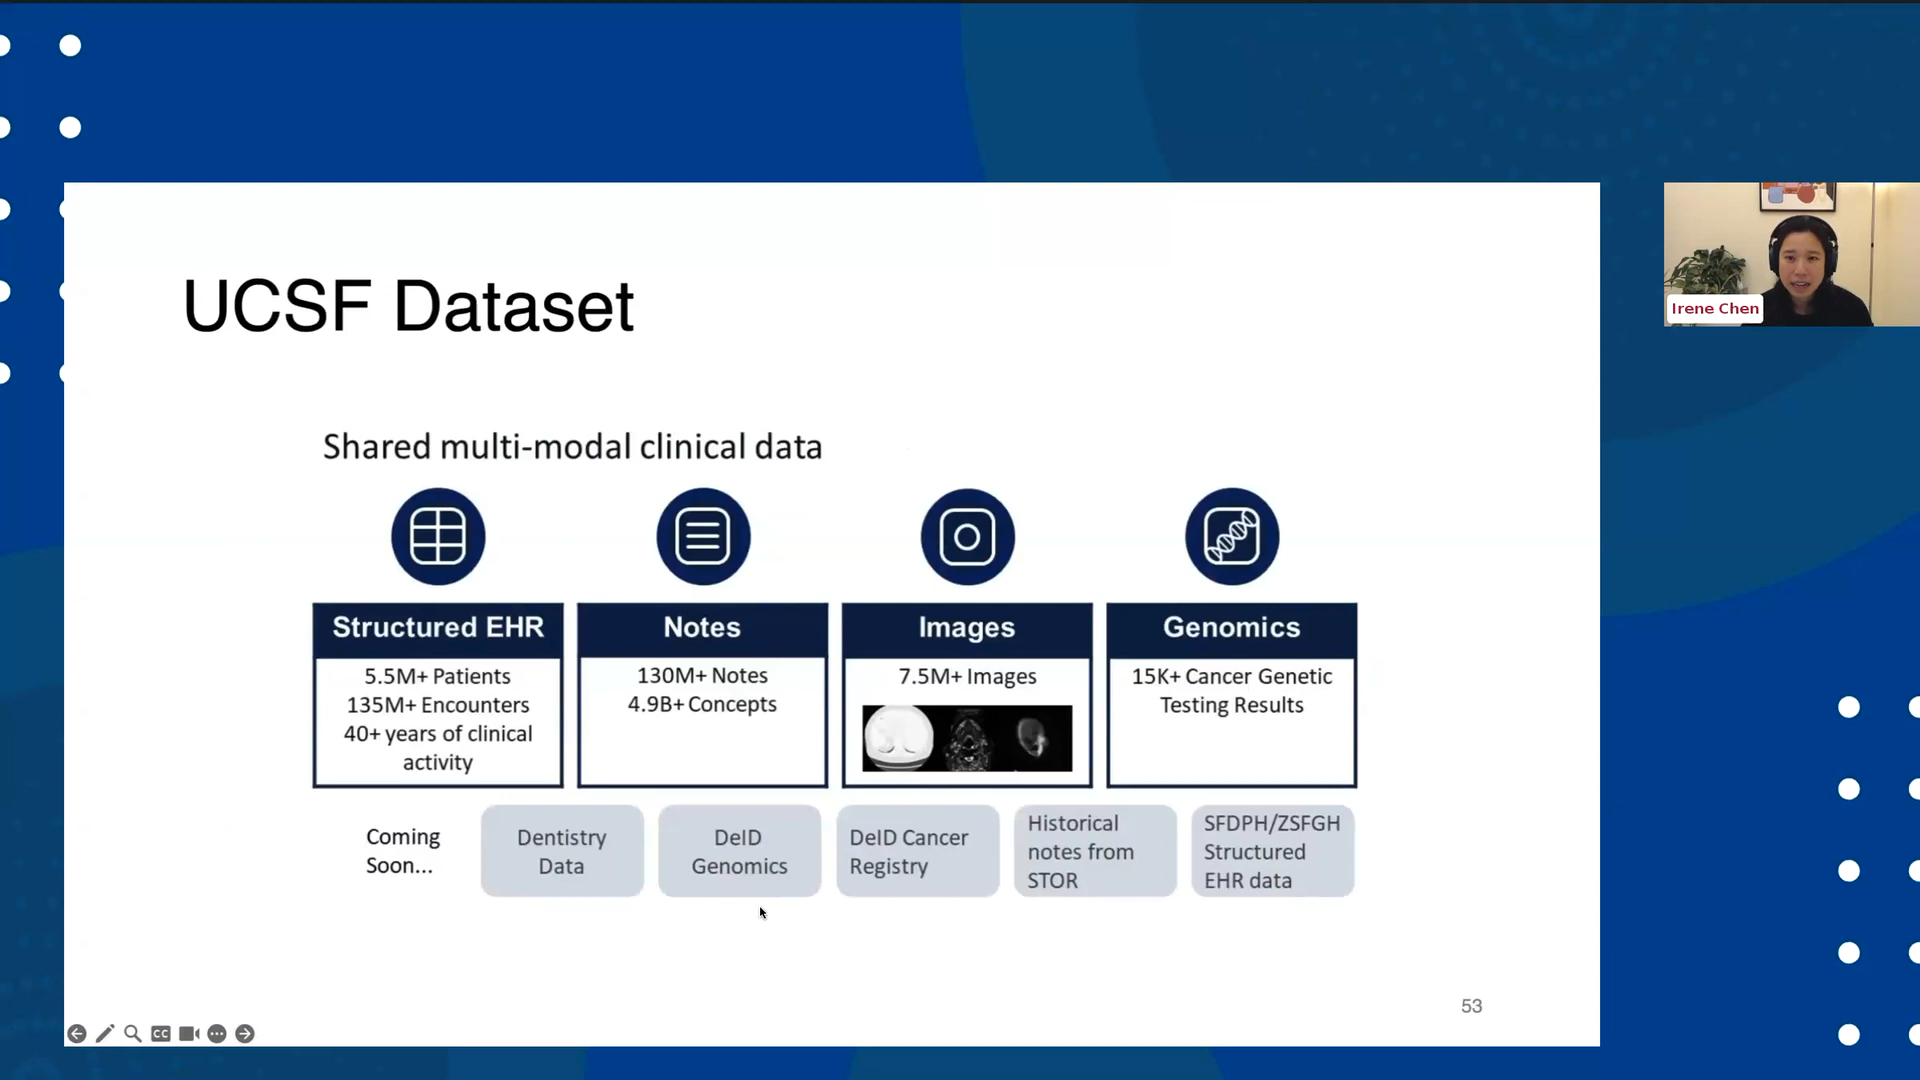 UCSF Dataset
Irene Chen
Shared multi-modal clinical data
Structured EHR
5.5M+ Patients
135M+ Encounters
40+ years of clinical
activity
Notes
130M+ Notes
4.9B+ Concepts
Images
7.5M+ Images
Genomics
15K+ Cancer Genetic
Testing Results
Coming
Soon...
Dentistry
Data
DeID
Genomics
DeID Cancer
Registry
Historical
notes from
STOR
SFDPH/ZSFGH
Structured
EHR data
53
CC